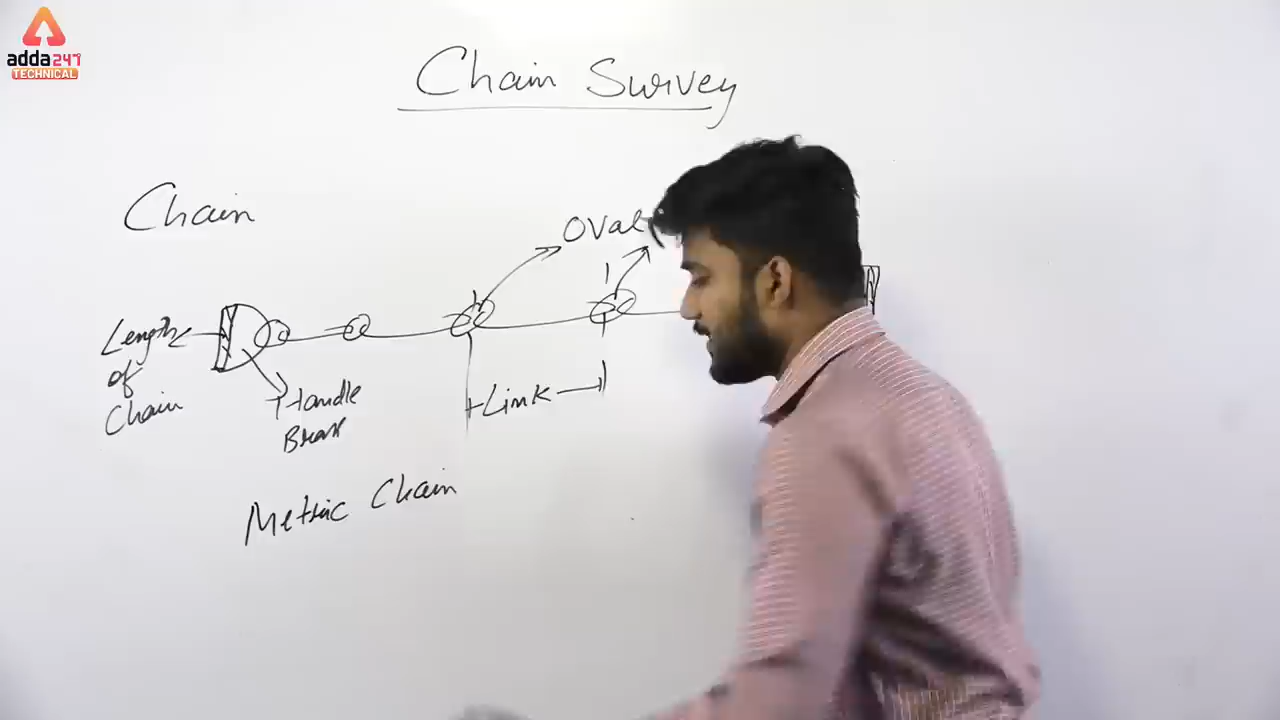 adda247
TECHNICAL
Chain Survey
Chain
Oval
Length
of
Chain
Handle
Brass
Link
Metric Chain